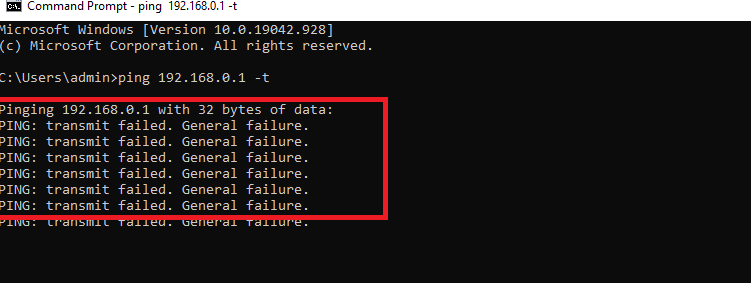 Command Prompt - ping 192.168.0.1 -t
Microsoft Windows [Version 10.0.19042.928]
(c) Microsoft Corporation. All rights reserved.
C:\Users\admin>ping 192.168.0.1 -t
Pinging 192.168.0.1 with 32 bytes of data:
PING: transmit failed. General failure.
PING: transmit failed. General failure.
PING: transmit failed. General failure.
PING: transmit failed. General failure.
PING: transmit failed. General failure.
PING: transmit failed. General failure.
PING: transmit failed. General failure.